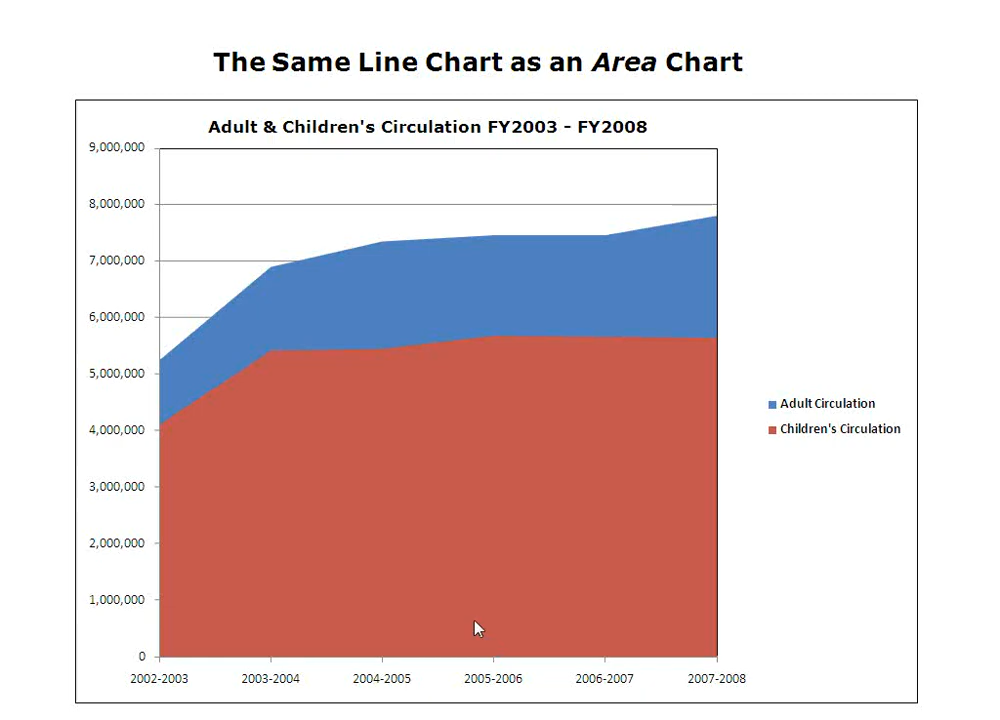 The Same Line Chart as an Area Chart
Adult & Children's Circulation FY2003 - FY2008
9,000,000
8,000,000
7,000,000
6,000,000
5,000,000
4,000,000
3,000,000
2,000,000
1,000,000
0
2002-2003 2003-2004 2004-2005 2005-2006 2006-2007 2007-2008
Adult Circulation
Children's Circulation